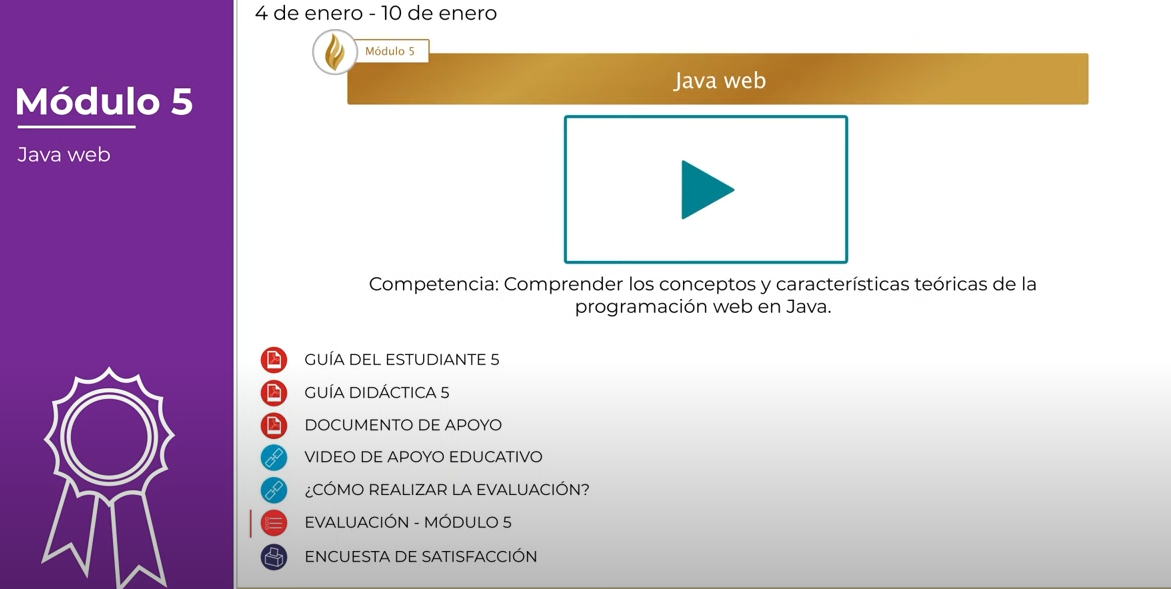 4 de enero - 10 de enero
Módulo 5
Java web
Módulo 5
Java web
Competencia: Comprender los conceptos y características teóricas de la
programación web en Java.
GUÍA DEL ESTUDIANTE 5
GUÍA DIDÁCTICA 5
DOCUMENTO DE APOYO
VIDEO DE APOYO EDUCATIVO
¿CÓMO REALIZAR LA EVALUACIÓN?
EVALUACIÓN - MÓDULO 5
ENCUESTA DE SATISFACCIÓN